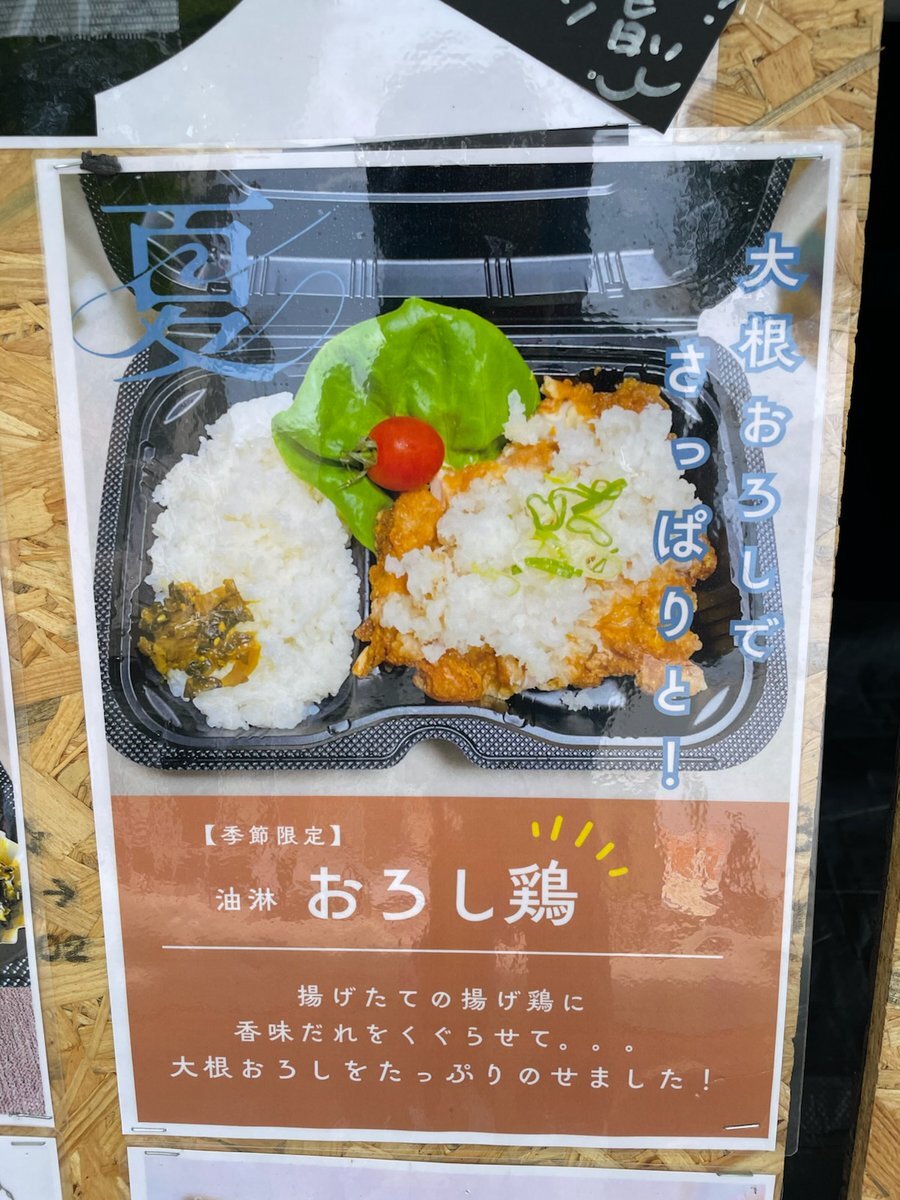 夏
大根おろしで
さっぱりと！
【季節限定】
油淋 おろし鶏
揚げたての揚げ鶏に
香味だれをくぐらせて。。。
大根おろしをたっぷりのせました！